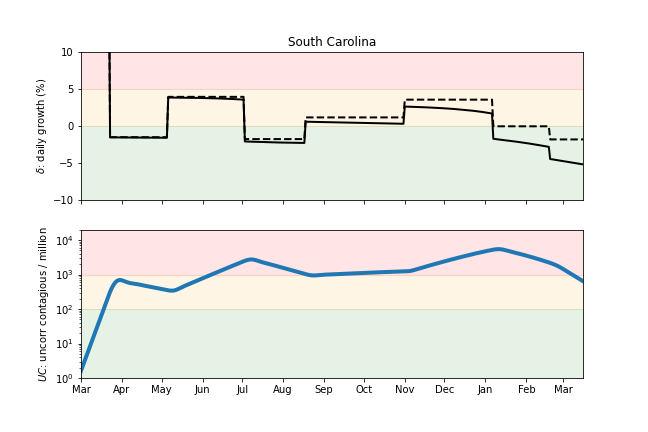 South Carolina
δ: daily growth (%)
10
5
0
−5
−10
UC: uncorr contagious / million
10⁴
10³
10²
10¹
10⁰
Mar Apr May Jun Jul Aug Sep Oct Nov Dec Jan Feb Mar